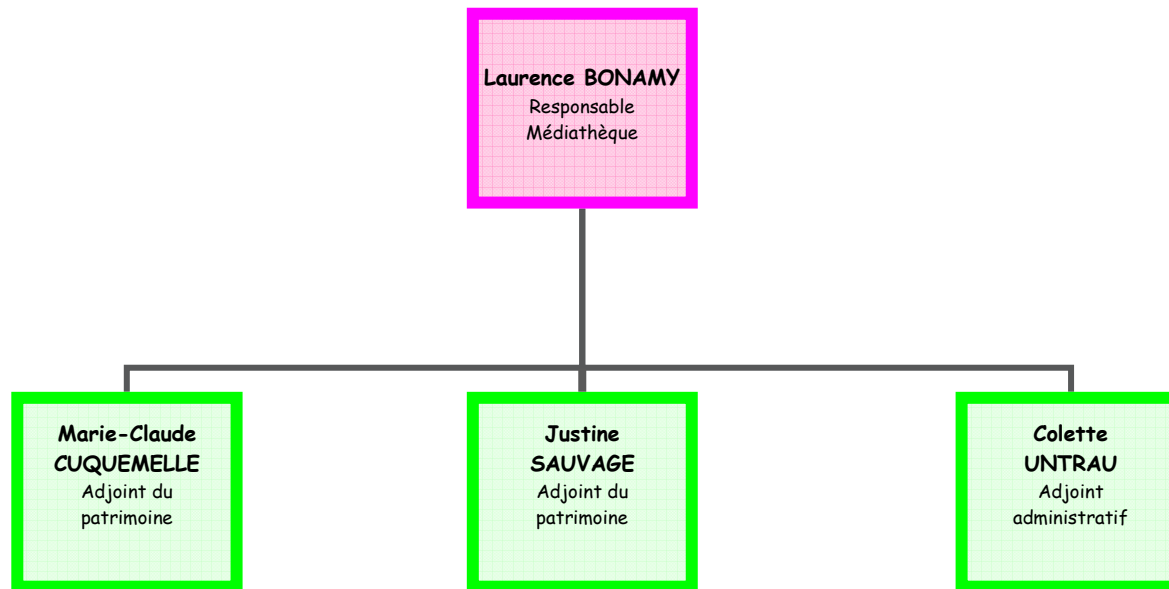 Laurence BONAMY
Responsable
Médiathèque
Marie-Claude
CUQUEMELLE
Adjoint du
patrimoine
Justine
SAUVAGE
Adjoint du
patrimoine
Colette
UNTRAU
Adjoint
administratif